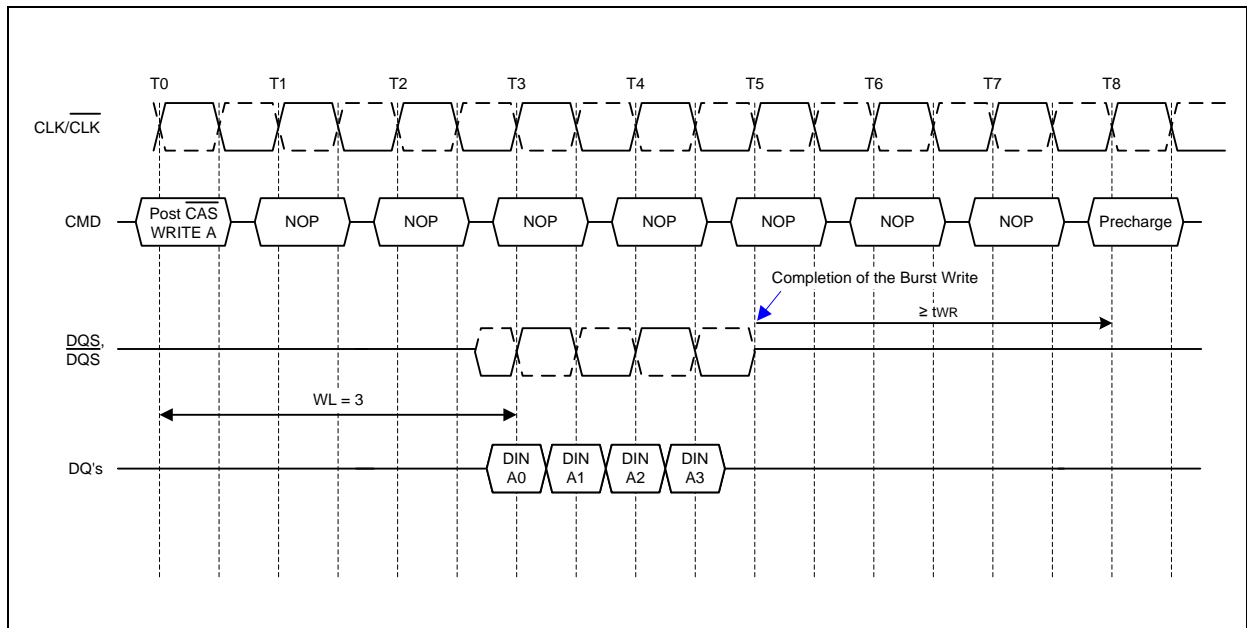 T0 T1 T2 T3 T4 T5 T6 T7 T8
CLK/CLK
CMD
Post CAS
WRITE A
NOP NOP NOP NOP NOP NOP NOP Precharge
Completion of the Burst Write
≥ tWR
DQS,
DQS
WL = 3
DQ's
DIN DIN DIN DIN
A0 A1 A2 A3